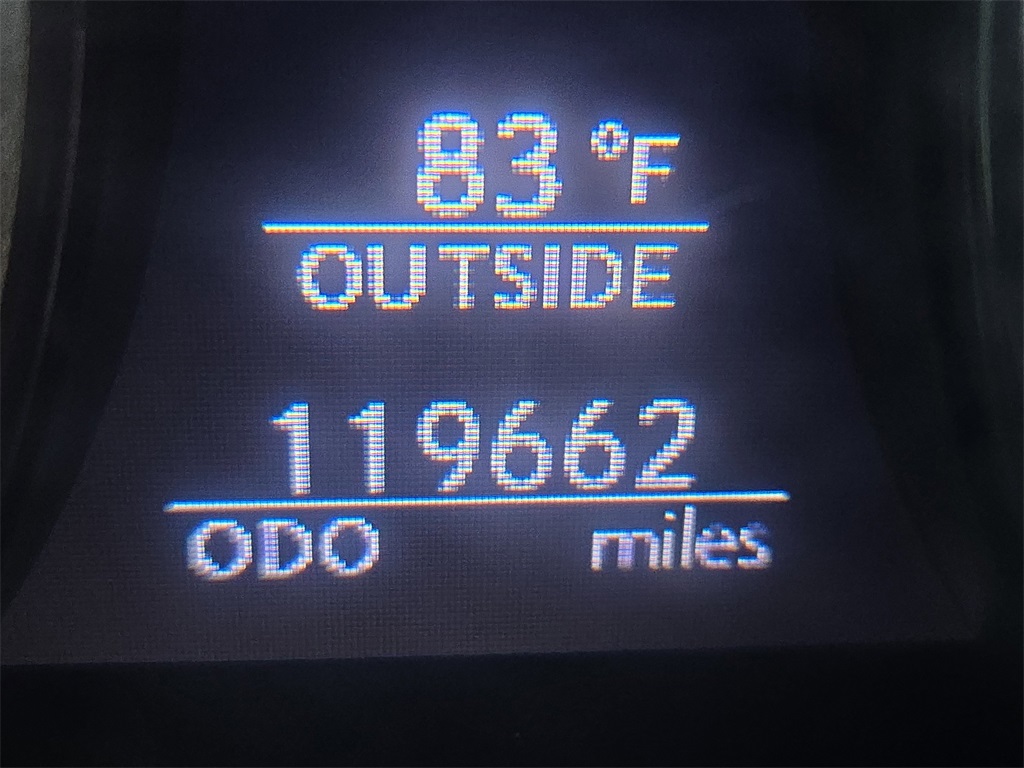 83 °F
OUTSIDE
119662
ODO miles